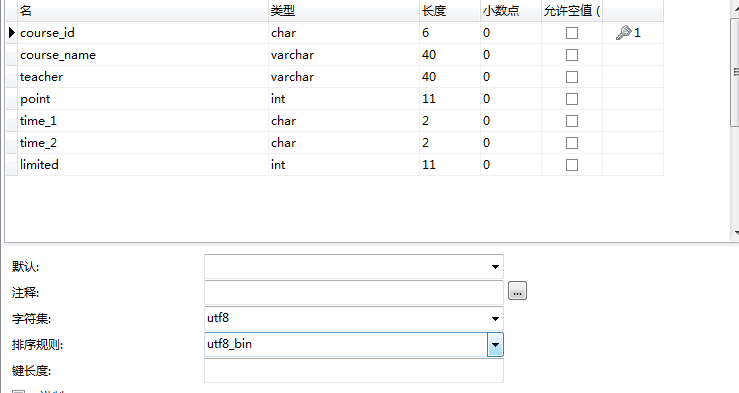 名 类型 长度 小数点 允许空值 (
course_id char 6 0 1
course_name varchar 40 0
teacher varchar 40 0
point int 11 0
time_1 char 2 0
time_2 char 2 0
limited int 11 0
默认:
注释: ...
字符集: utf8
排序规则: utf8_bin
键长度: